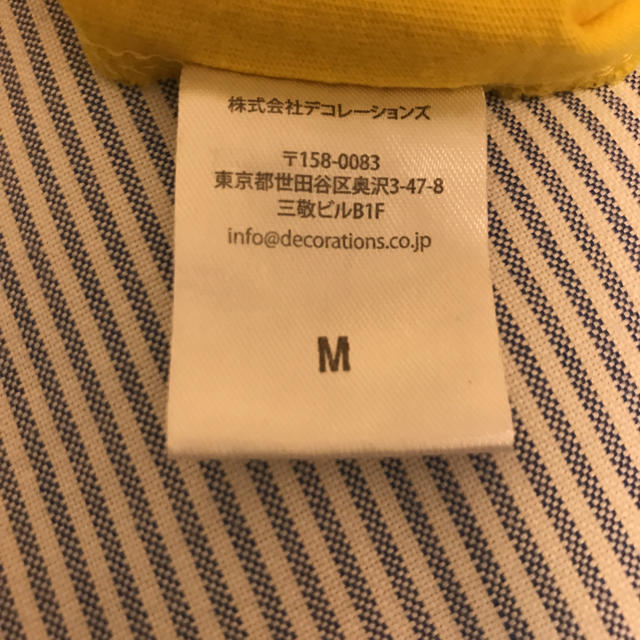 株式会社デコレーションズ
〒158-0083
東京都世田谷区奥沢3-47-8
三敬ビルB1F
info@decorations.co.jp
M